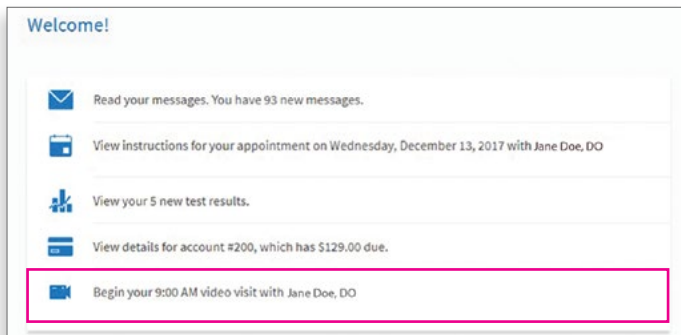 Welcome!
Read your messages. You have 93 new messages.
View instructions for your appointment on Wednesday, December 13, 2017 with Jane Doe, DO
View your 5 new test results.
View details for account #200, which has $129.00 due.
Begin your 9:00 AM video visit with Jane Doe, DO